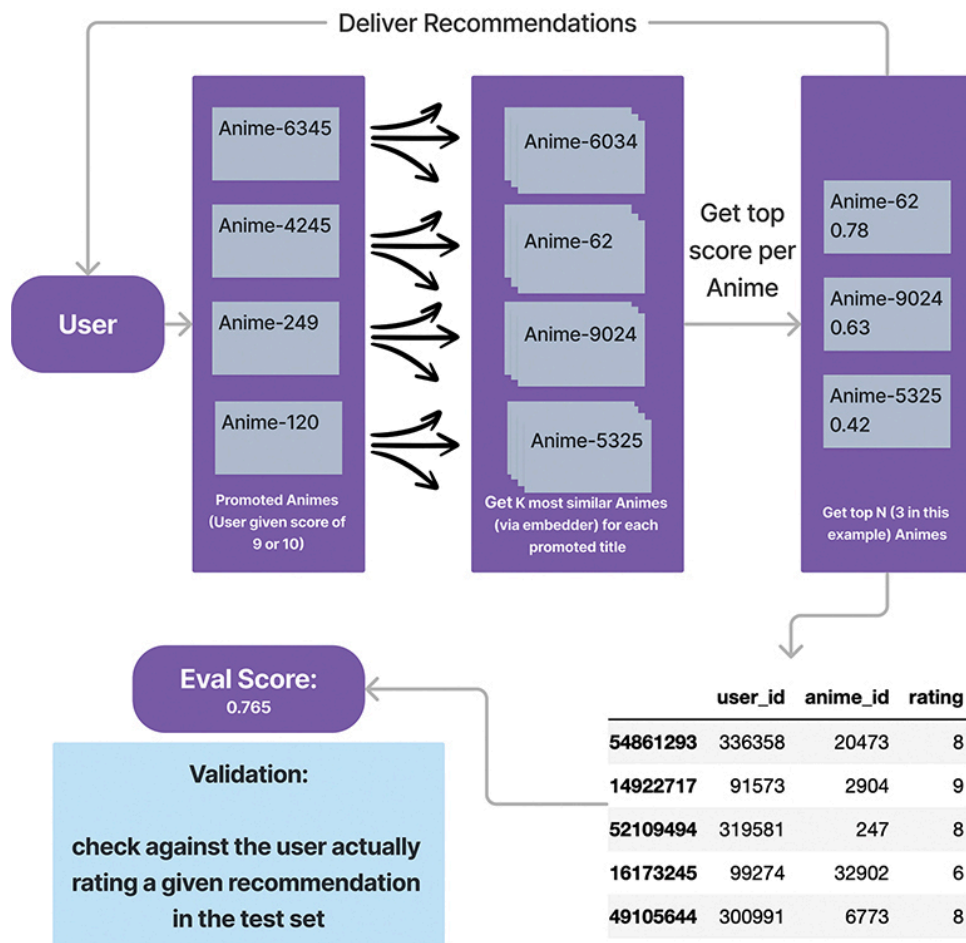 Deliver Recommendations
User
Anime-6345
Anime-4245
Anime-249
Anime-120
Promoted Animes
(User given score of
9 or 10)
Anime-6034
Anime-62
Anime-9024
Anime-5325
Get K most similar Animes
(via embedder) for each
promoted title
Get top
score per
Anime
Anime-62
0.78
Anime-9024
0.63
Anime-5325
0.42
Get top N (3 in this
example) Animes
user_id anime_id rating
54861293 336358 20473 8
14922717 91573 2904 9
52109494 319581 247 8
16173245 99274 32902 6
49105644 300991 6773 8
Eval Score:
0.765
Validation:
check against the user actually
rating a given recommendation
in the test set